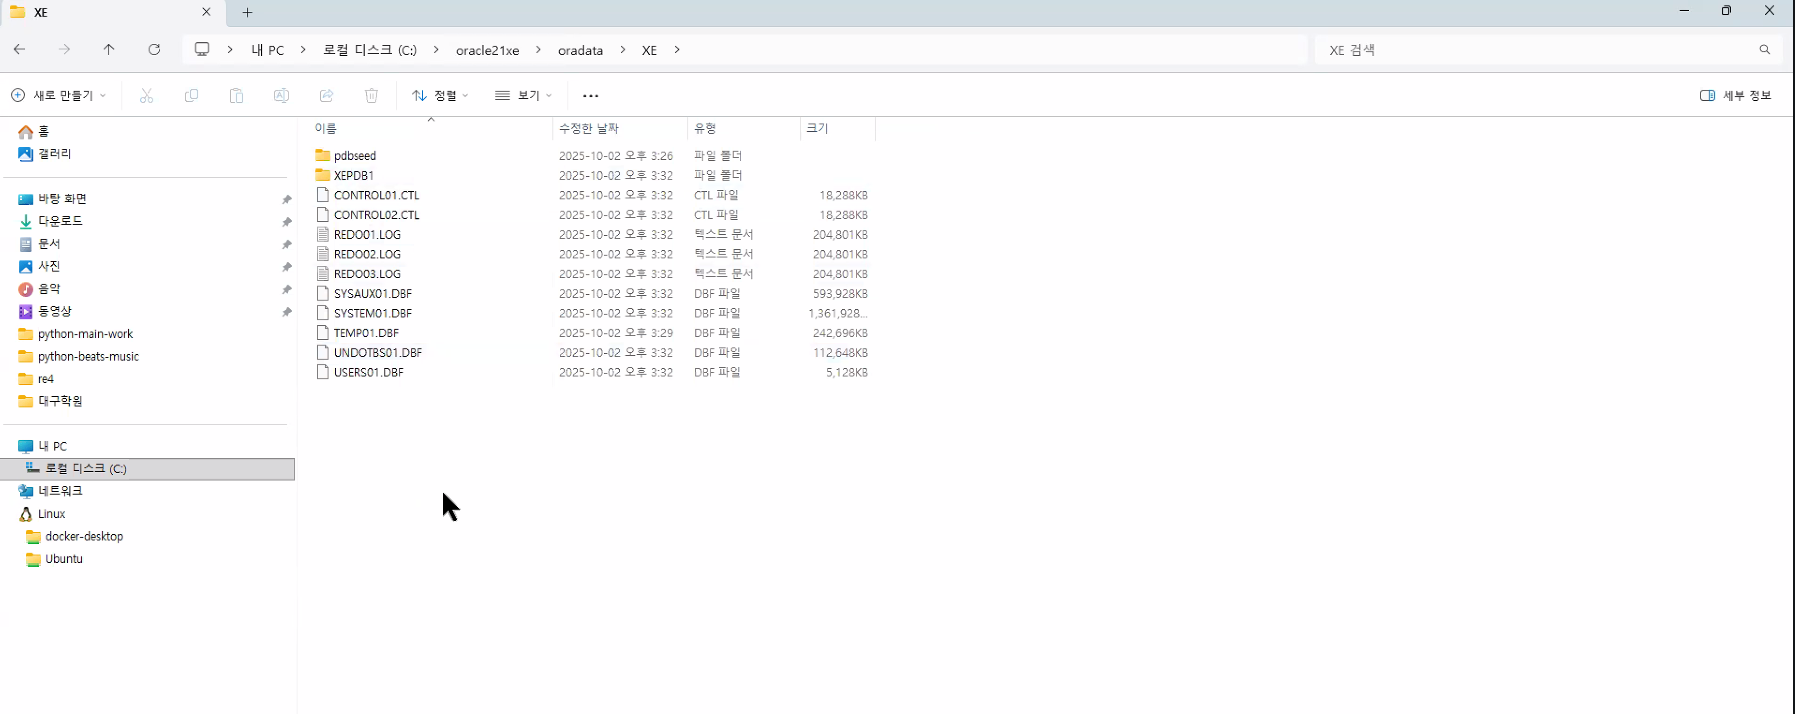 XE
내 PC > 로컬 디스크 (C:) > oracle21xe > oradata > XE >
XE 검색
새로 만들기
정렬
보기
세부 정보
홈
갤러리
바탕 화면
다운로드
문서
사진
음악
동영상
python-main-work
python-beats-music
re4
대구학원
내 PC
로컬 디스크 (C:)
네트워크
Linux
docker-desktop
Ubuntu
이름 수정한 날짜 유형 크기
pdbseed 2025-10-02 오후 3:26 파일 폴더
XEPDB1 2025-10-02 오후 3:32 파일 폴더
CONTROL01.CTL 2025-10-02 오후 3:32 CTL 파일 18,288KB
CONTROL02.CTL 2025-10-02 오후 3:32 CTL 파일 18,288KB
REDO01.LOG 2025-10-02 오후 3:32 텍스트 문서 204,801KB
REDO02.LOG 2025-10-02 오후 3:32 텍스트 문서 204,801KB
REDO03.LOG 2025-10-02 오후 3:32 텍스트 문서 204,801KB
SYSAUX01.DBF 2025-10-02 오후 3:32 DBF 파일 593,928KB
SYSTEM01.DBF 2025-10-02 오후 3:32 DBF 파일 1,361,928...
TEMP01.DBF 2025-10-02 오후 3:29 DBF 파일 242,696KB
UNDOTBS01.DBF 2025-10-02 오후 3:32 DBF 파일 112,648KB
USERS01.DBF 2025-10-02 오후 3:32 DBF 파일 5,128KB